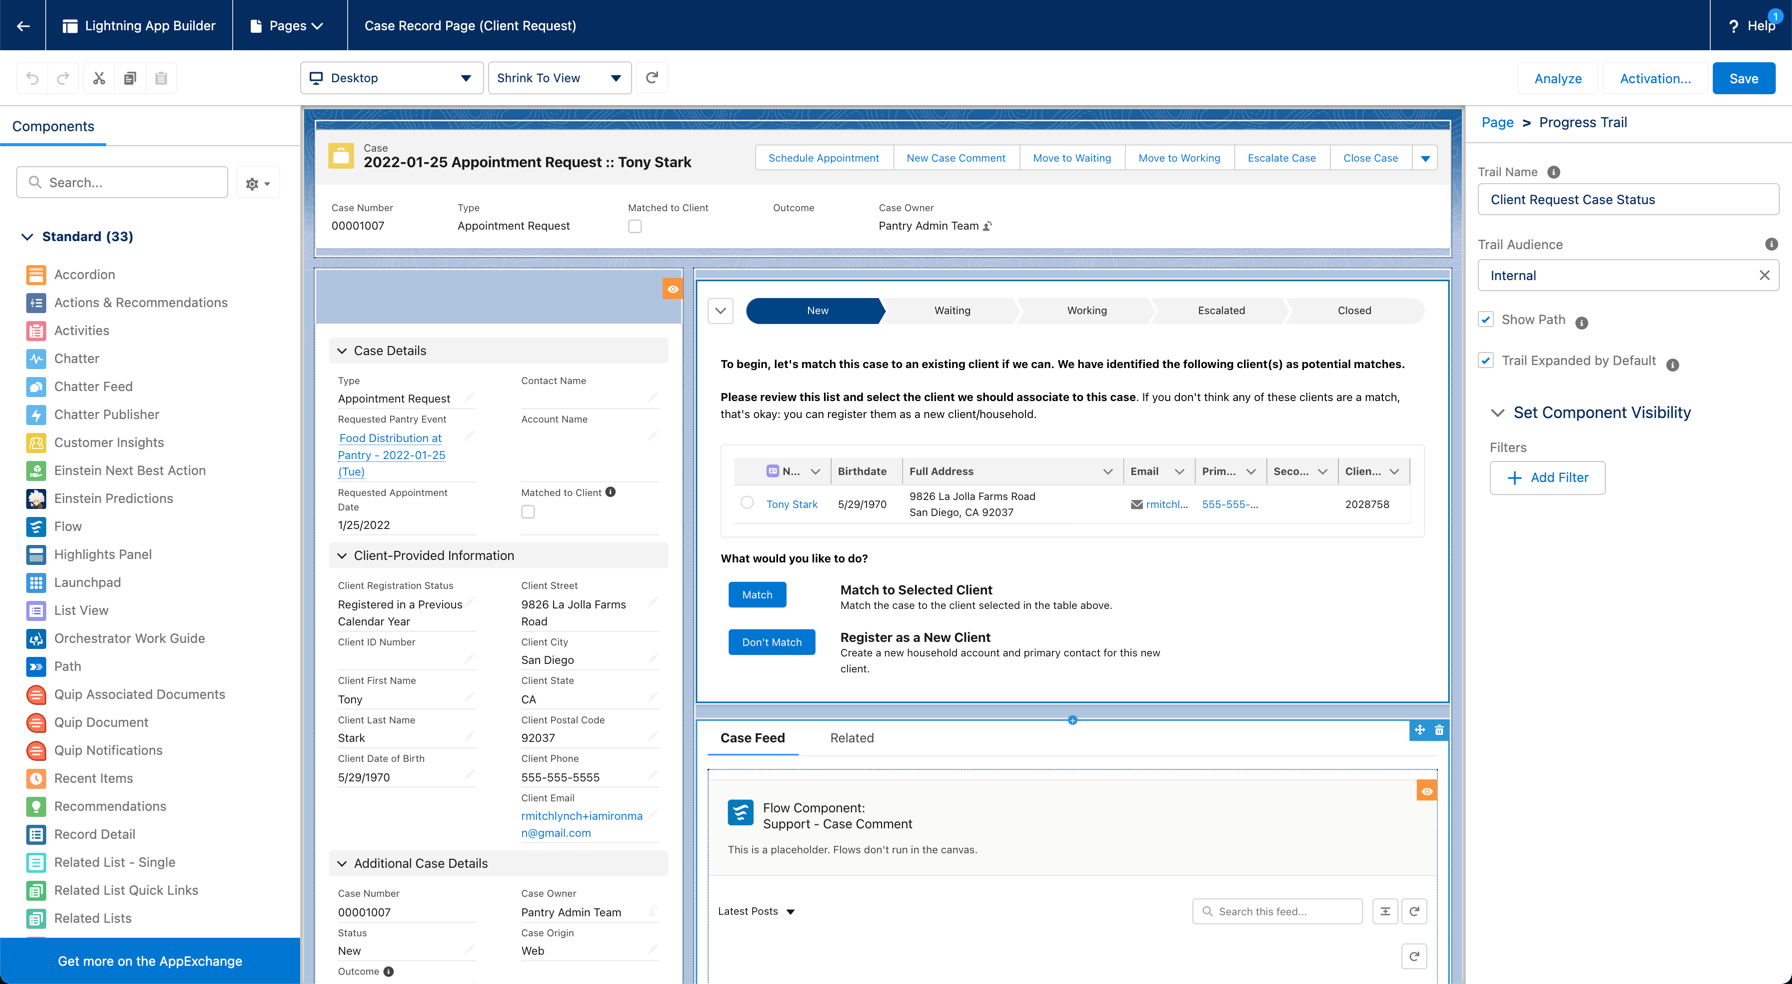 Lightning App Builder
Pages
Case Record Page (Client Request)
? Help
1
Desktop
Shrink To View
Analyze
Activation...
Save
Components
Search...
Standard (33)
Accordion
Actions & Recommendations
Activities
Chatter
Chatter Feed
Chatter Publisher
Customer Insights
Einstein Next Best Action
Einstein Predictions
Flow
Highlights Panel
Launchpad
List View
Orchestrator Work Guide
Path
Quip Associated Documents
Quip Document
Quip Notifications
Recent Items
Recommendations
Record Detail
Related List - Single
Related List Quick Links
Related Lists
Get more on the AppExchange
Case
2022-01-25 Appointment Request :: Tony Stark
Schedule Appointment
New Case Comment
Move to Waiting
Move to Working
Escalate Case
Close Case
Case Number
00001007
Type
Appointment Request
Matched to Client
Outcome
Case Owner
Pantry Admin Team
Case Details
Type
Appointment Request
Contact Name
Requested Pantry Event
Food Distribution at
Pantry - 2022-01-25
(Tue)
Account Name
Requested Appointment
Date
1/25/2022
Matched to Client
Client-Provided Information
Client Registration Status
Registered in a Previous
Calendar Year
Client Street
9826 La Jolla Farms
Road
Client ID Number
Client City
San Diego
Client First Name
Tony
Client State
CA
Client Last Name
Stark
Client Postal Code
92037
Client Date of Birth
5/29/1970
Client Phone
555-555-5555
Client Email
rmitchlynch+iamironma
n@gmail.com
Additional Case Details
Case Number
00001007
Case Owner
Pantry Admin Team
Status
New
Case Origin
Web
Outcome
New
Waiting
Working
Escalated
Closed
To begin, let's match this case to an existing client if we can. We have identified the following client(s) as potential matches.
Please review this list and select the client we should associate to this case. If you don't think any of these clients are a match,
that's okay: you can register them as a new client/household.
N...
Birthdate
Full Address
Email
Prim...
Seco...
Clien...
Tony Stark
5/29/1970
9826 La Jolla Farms Road
San Diego, CA 92037
rmitchl...
555-555-...
2028758
What would you like to do?
Match
Match to Selected Client
Match the case to the client selected in the table above.
Don't Match
Register as a New Client
Create a new household account and primary contact for this new
client.
Case Feed
Related
Flow Component:
Support - Case Comment
This is a placeholder. Flows don't run in the canvas.
Latest Posts
Search this feed...
Page > Progress Trail
Trail Name
Client Request Case Status
Trail Audience
Internal
Show Path
Trail Expanded by Default
Set Component Visibility
Filters
Add Filter